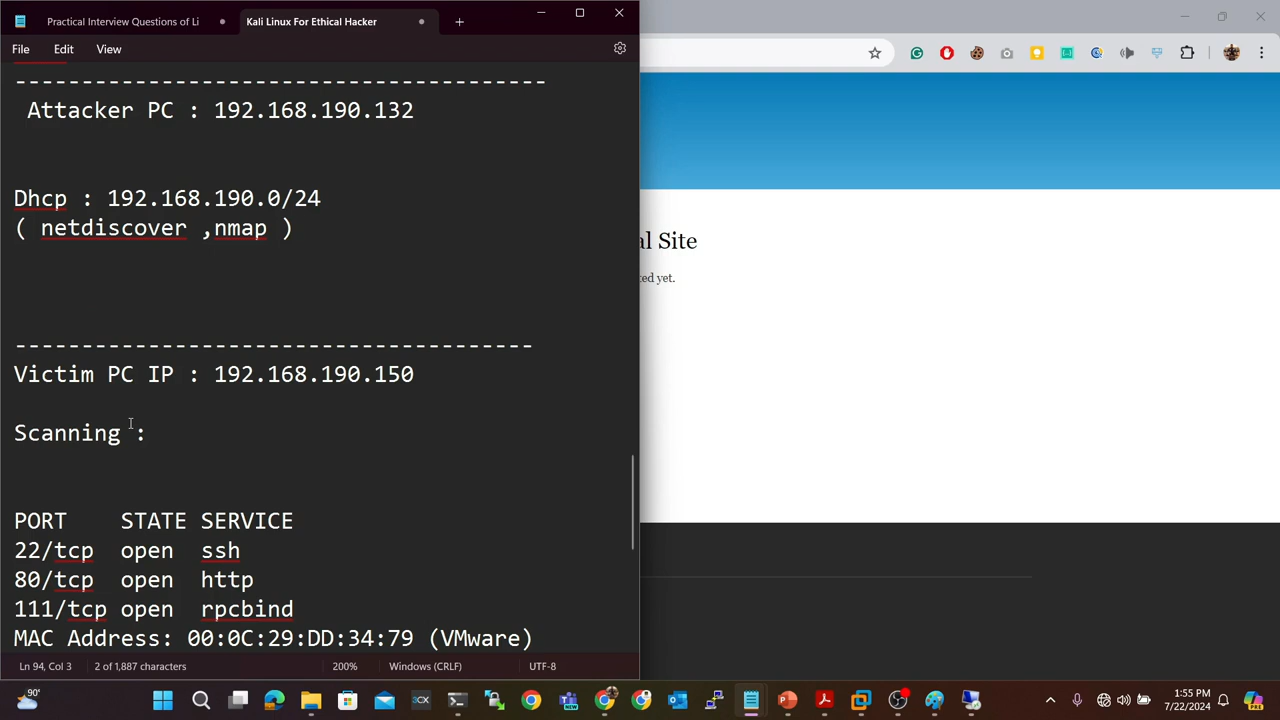 Practical Interview Questions of Li
Kali Linux For Ethical Hacker
File Edit View
---------------------------------------
Attacker PC : 192.168.190.132
Dhcp : 192.168.190.0/24
( netdiscover ,nmap )
---------------------------------------
Victim PC IP : 192.168.190.150
Scanning :
PORT STATE SERVICE
22/tcp open ssh
80/tcp open http
111/tcp open rpcbind
MAC Address: 00:0C:29:DD:34:79 (VMware)
Ln 94, Col 3 2 of 1,887 characters 200% Windows (CRLF) UTF-8
al Site
ted yet.
90°
1:55 PM
7/22/2024